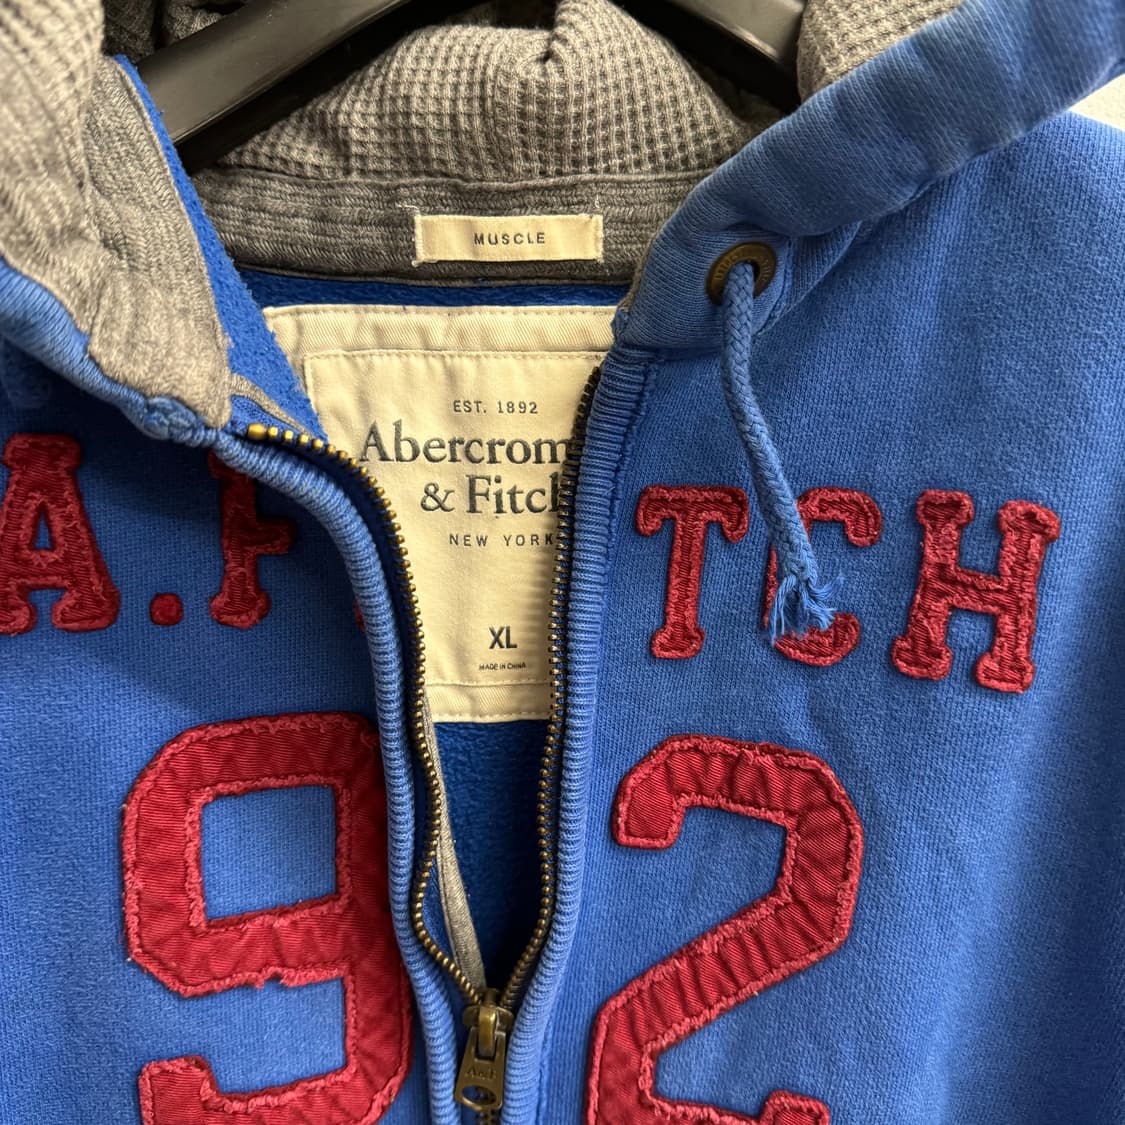 MUSCLE
EST. 1892
Abercrom
& Fitch
NEW YORK
XL
MADE IN CHINA
A.F. TCH
92
A&F